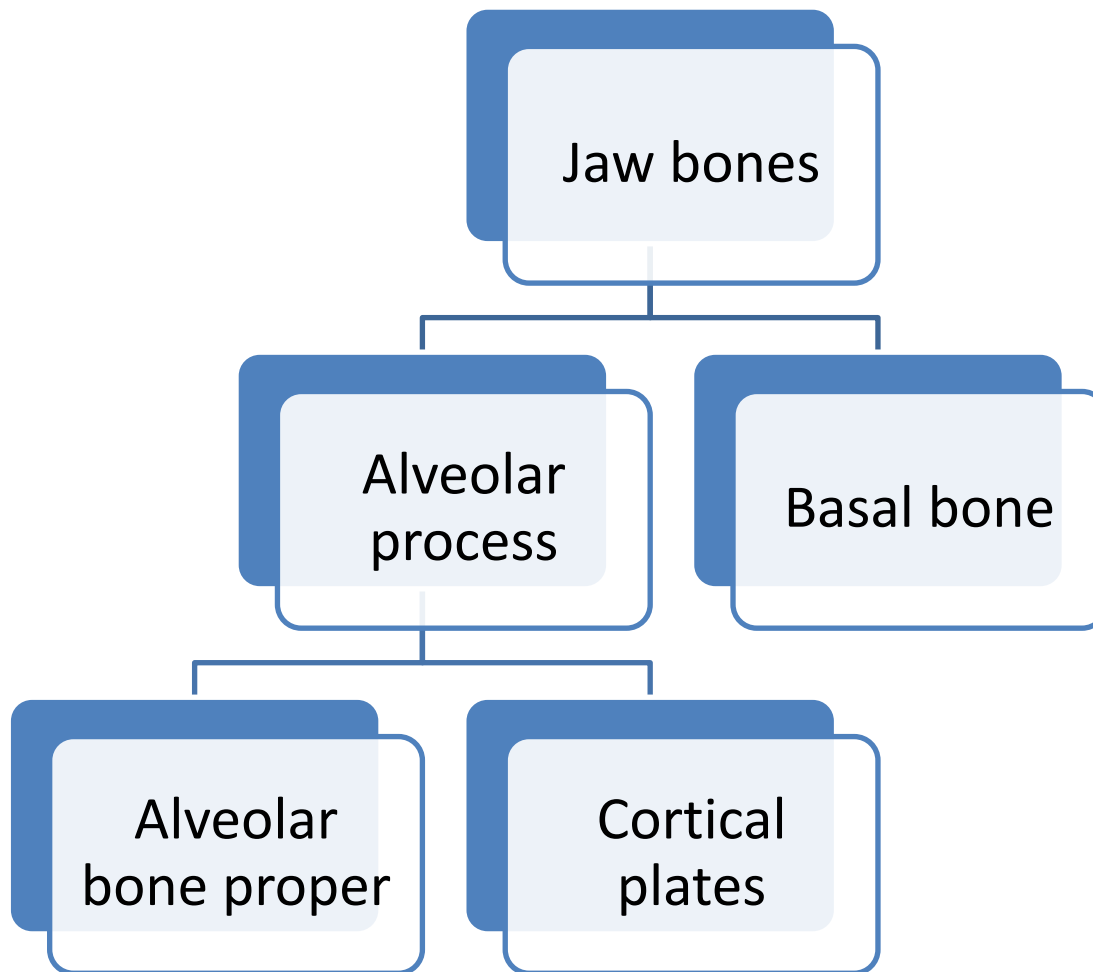 Jaw bones
Alveolar
process
Basal bone
Alveolar
bone proper
Cortical
plates